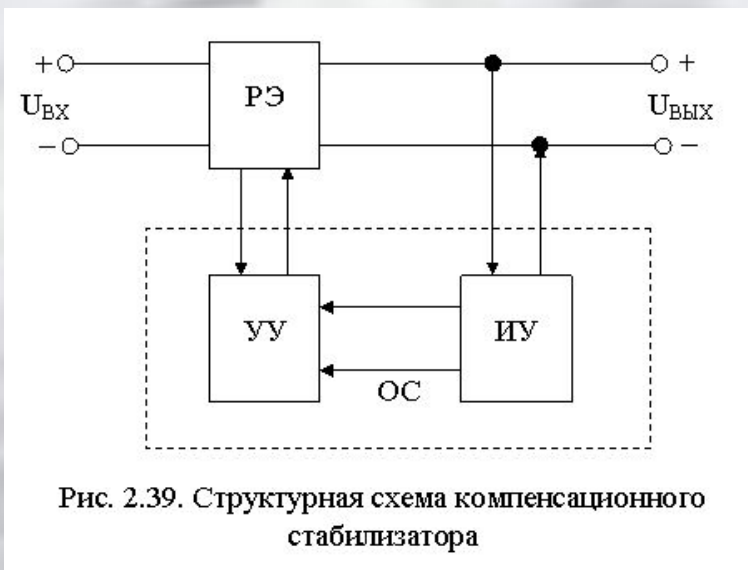 + РЭ +
U_ВХ U_ВЫХ
− −
УУ ИУ
ОС
Рис. 2.39. Структурная схема компенсационного
стабилизатора